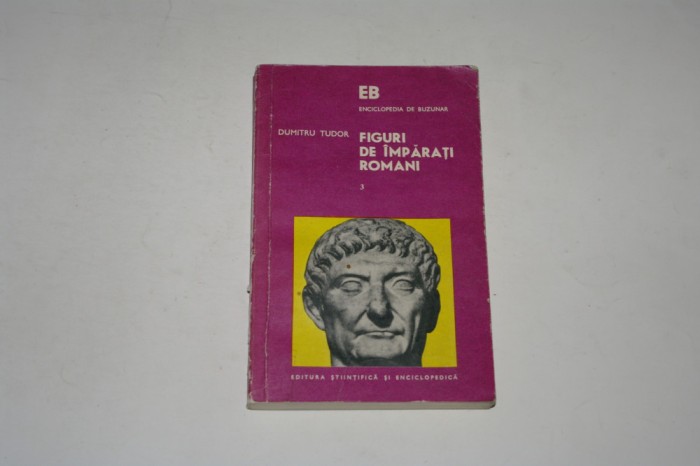 EB
ENCICLOPEDIA DE BUZUNAR
DUMITRU TUDOR
FIGURI
DE ÎMPĂRAȚI
ROMANI
3
EDITURA ȘTIINȚIFICĂ ȘI ENCICLOPEDICĂ